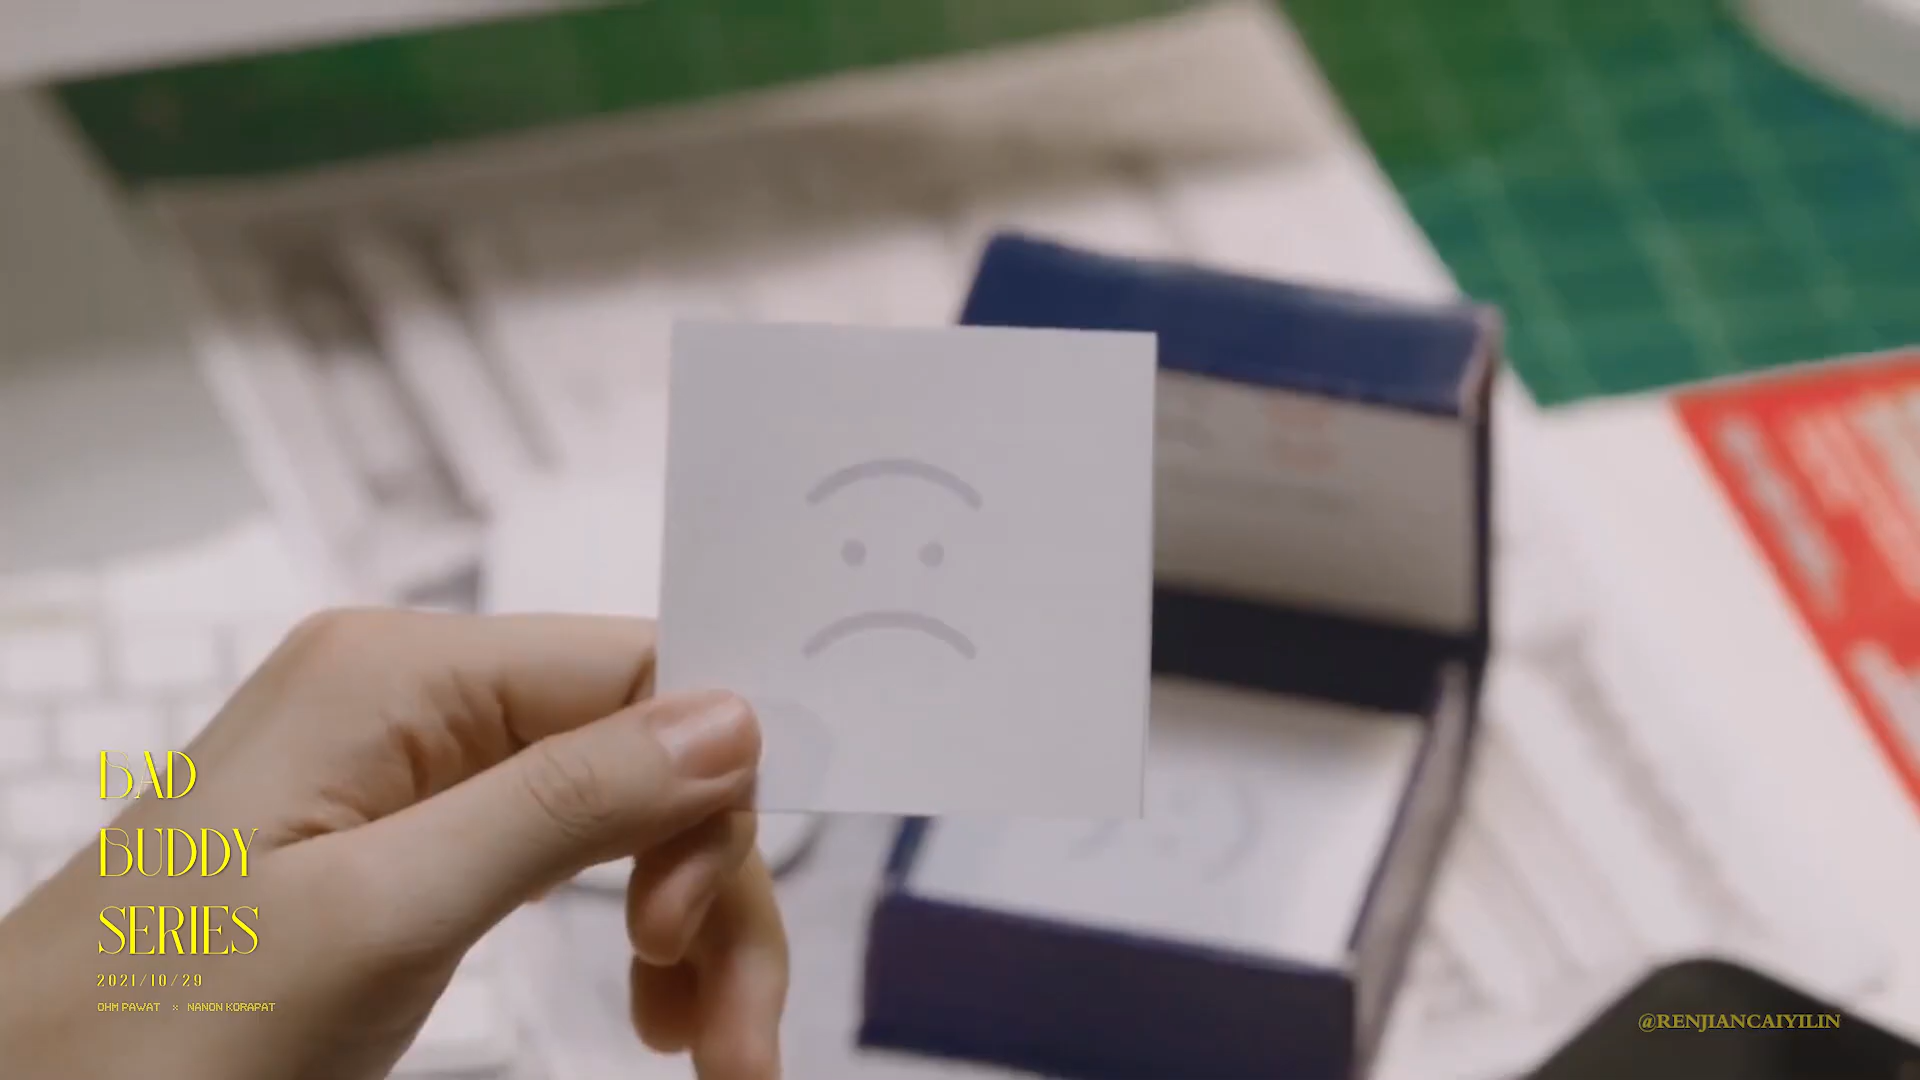 BAD
BUDDY
SERIES
2021/10/29
OHM PAWAT × NANON KORAPAT
@RENJIANCAIYILIN